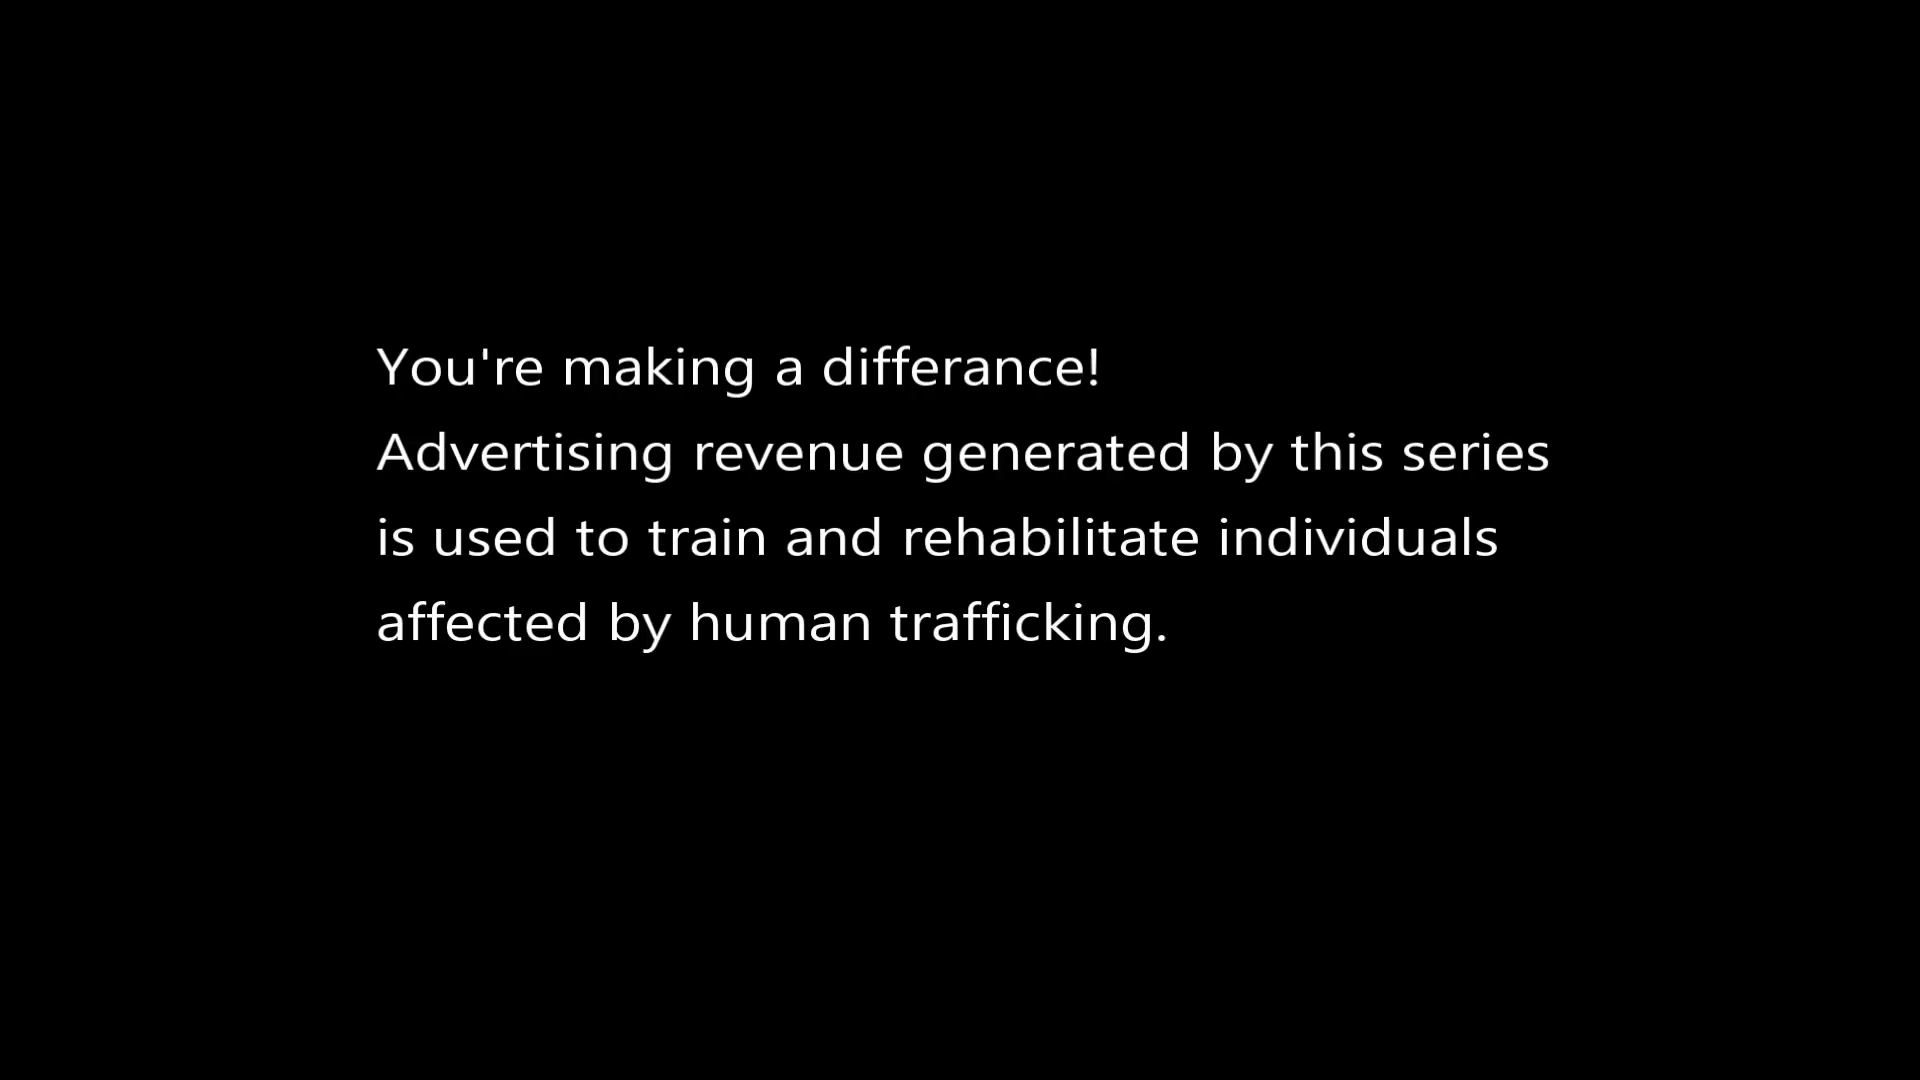 You're making a differance!
Advertising revenue generated by this series
is used to train and rehabilitate individuals
affected by human trafficking.